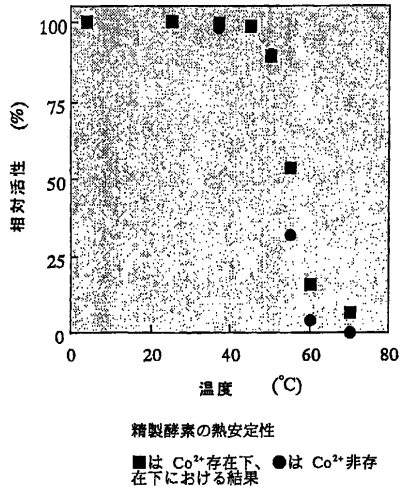 100
75
50
25
0
相対活性 (%)
0 20 40 60 80
温度 (℃)
精製酵素の熱安定性
■は Co²⁺存在下、●は Co²⁺非存
在下における結果